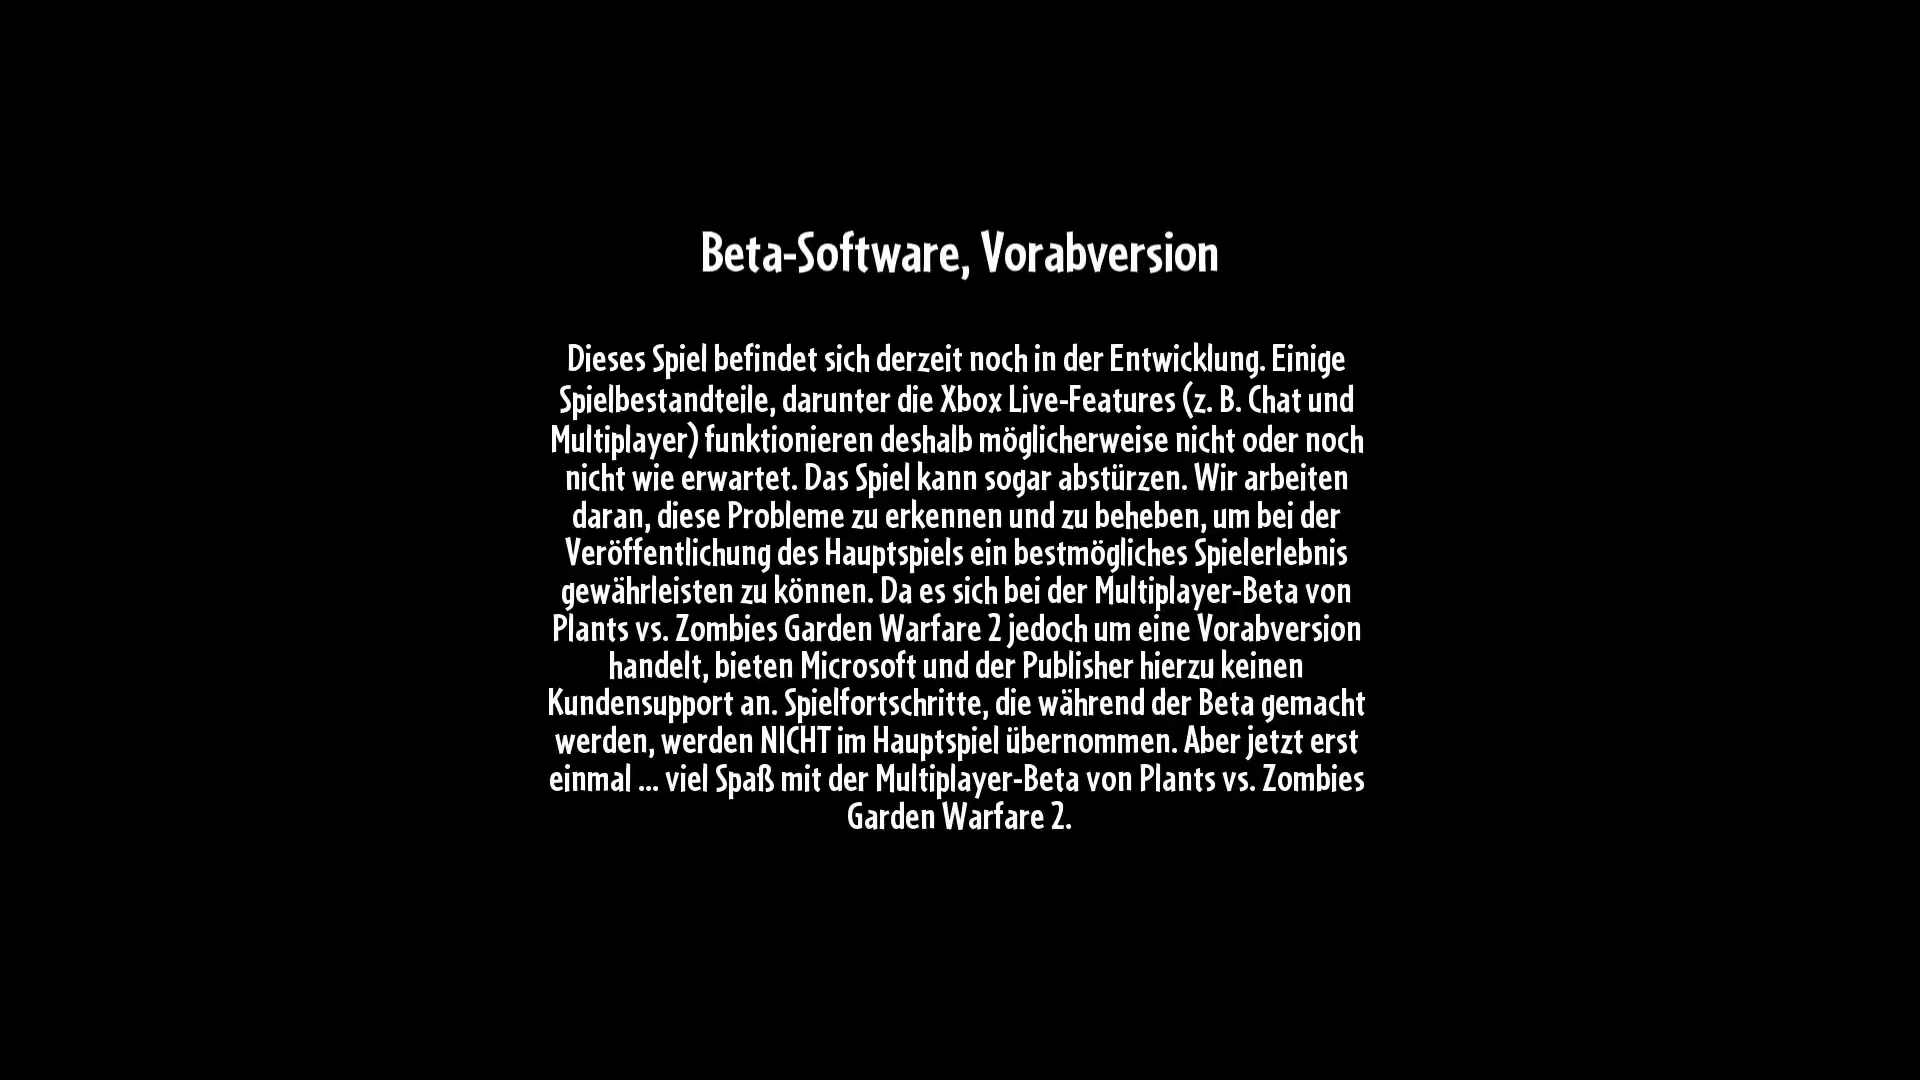 Beta-Software, Vorabversion
Dieses Spiel befindet sich derzeit noch in der Entwicklung. Einige
Spielbestandteile, darunter die Xbox Live-Features (z. B. Chat und
Multiplayer) funktionieren deshalb möglicherweise nicht oder noch
nicht wie erwartet. Das Spiel kann sogar abstürzen. Wir arbeiten
daran, diese Probleme zu erkennen und zu beheben, um bei der
Veröffentlichung des Hauptspiels ein bestmögliches Spielerlebnis
gewährleisten zu können. Da es sich bei der Multiplayer-Beta von
Plants vs. Zombies Garden Warfare 2 jedoch um eine Vorabversion
handelt, bieten Microsoft und der Publisher hierzu keinen
Kundensupport an. Spielfortschritte, die während der Beta gemacht
werden, werden NICHT im Hauptspiel übernommen. Aber jetzt erst
einmal ... viel Spaß mit der Multiplayer-Beta von Plants vs. Zombies
Garden Warfare 2.